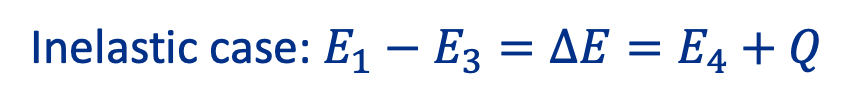 Inelastic case: E₁ − E₃ = ΔE = E₄ + Q